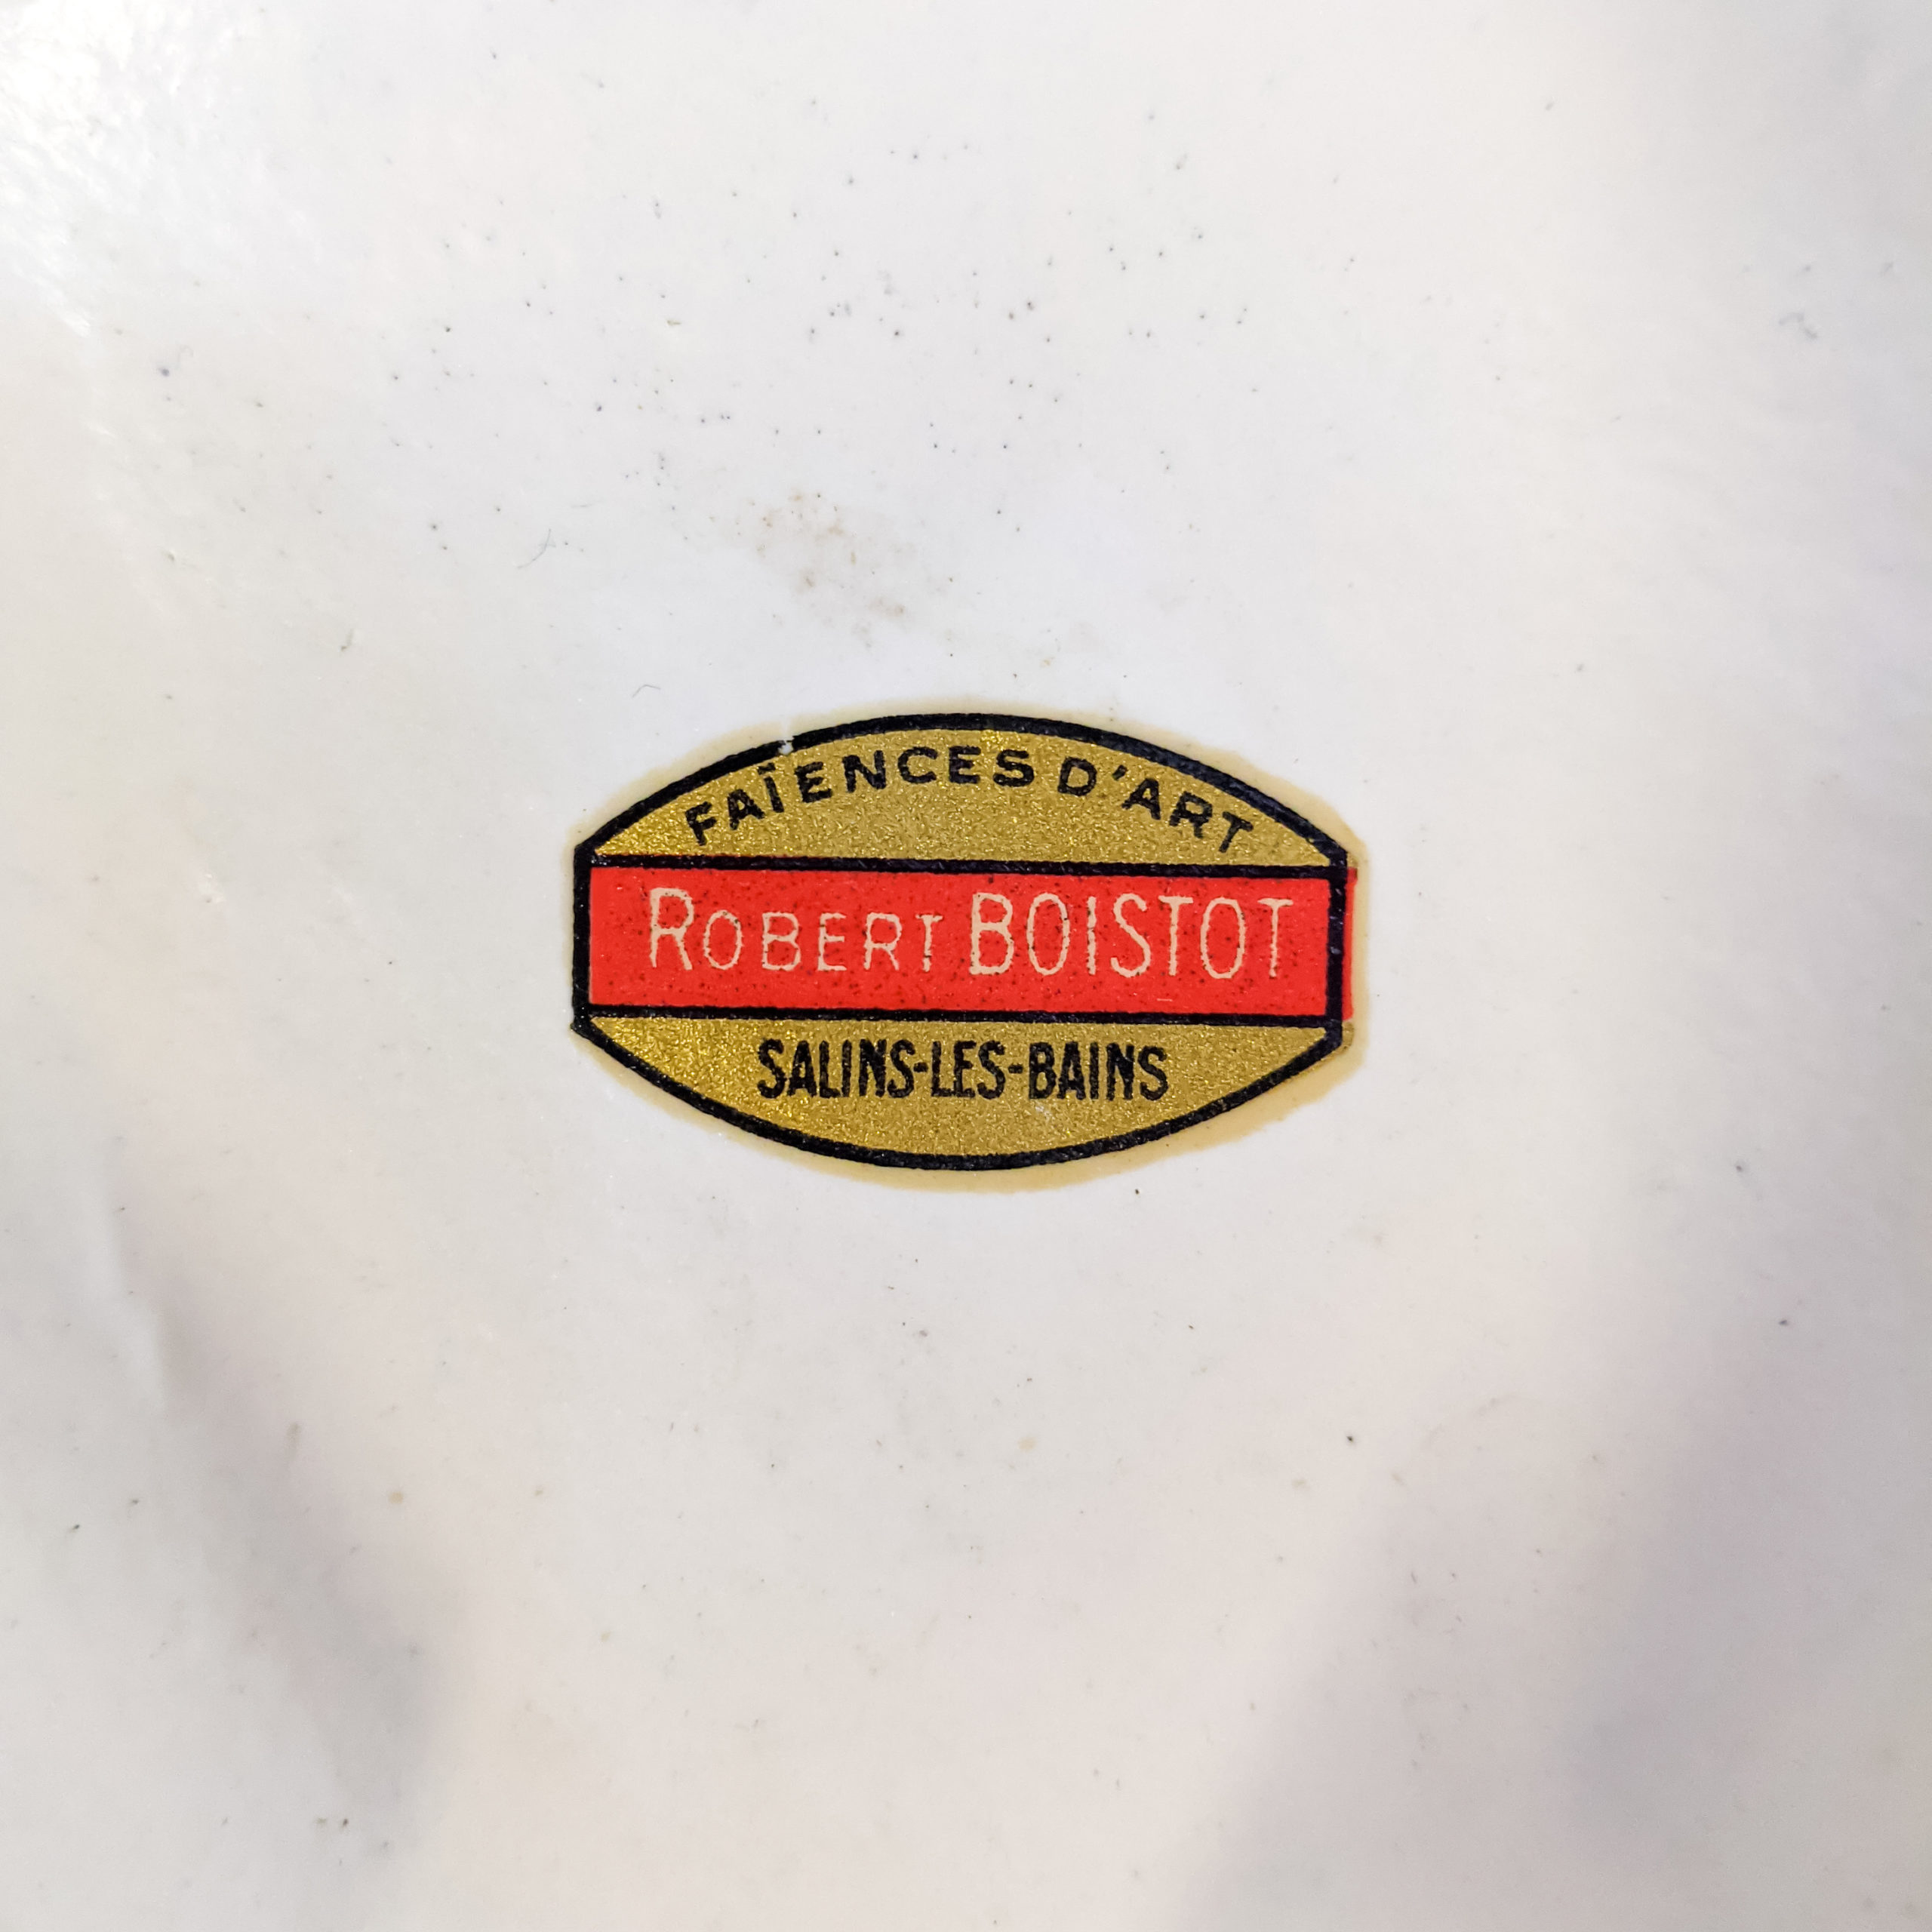 FAÏENCES D'ART
ROBERT BOISTOT
SALINS-LES-BAINS